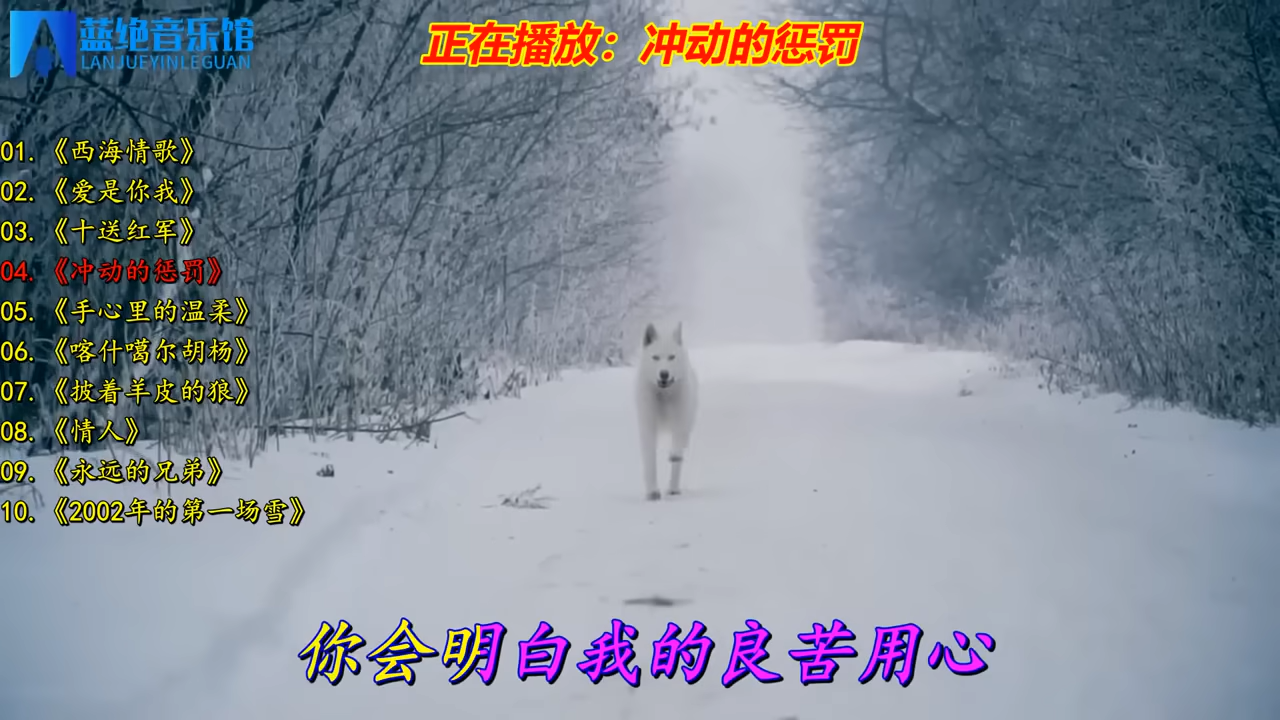 蓝绝音乐馆
LANJUEYINLEGUAN
正在播放：冲动的惩罚
01.《西海情歌》
02.《爱是你我》
03.《十送红军》
04.《冲动的惩罚》
05.《手心里的温柔》
06.《喀什噶尔胡杨》
07.《披着羊皮的狼》
08.《情人》
09.《永远的兄弟》
10.《2002年的第一场雪》
你会明白我的良苦用心